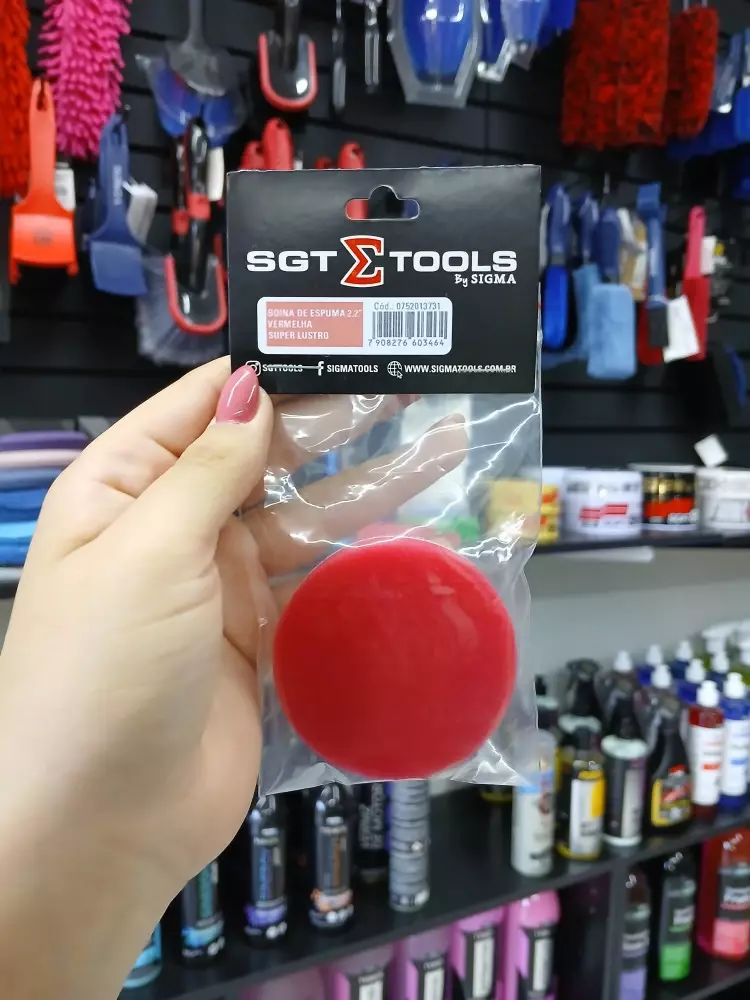 SGT Σ TOOLS
By SIGMA
BOINA DE ESPUMA 2,2"
VERMELHA
SUPER LUSTRO
Cód.: 0752013731
7 908276 603464
SGTTOOLS SIGMATOOLS WWW.SIGMATOOLS.COM.BR